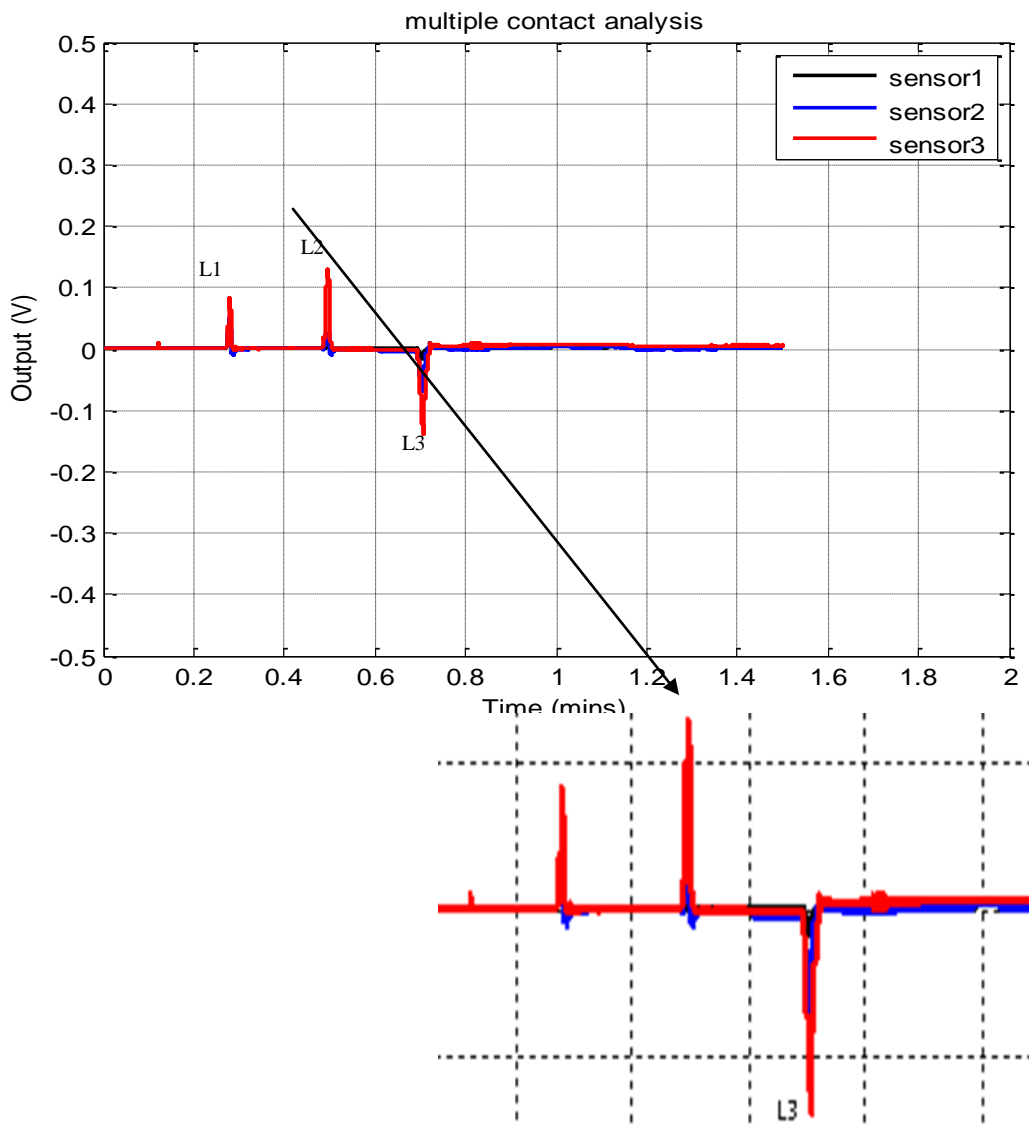 multiple contact analysis
0.5
0.4
0.3
0.2
0.1
0
-0.1
-0.2
-0.3
-0.4
-0.5
Output (V)
sensor1
sensor2
sensor3
L1
L2
L3
0 0.2 0.4 0.6 0.8 1 1.2 1.4 1.6 1.8 2
Time (mins)
L3